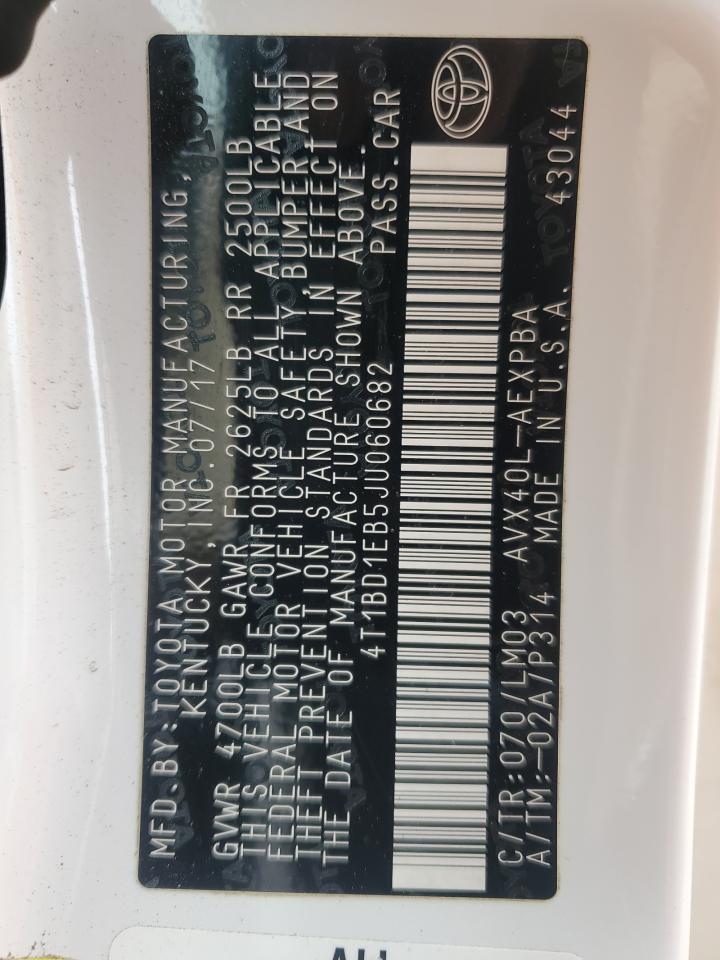 MFD.BY:TOYOTA MOTOR MANUFACTURING,
KENTUCKY,INC.07/17
GVWR 4700LB GAWR FR 2625LB RR 2500LB
THIS VEHICLE CONFORMS TO ALL APPLICABLE
FEDERAL MOTOR VEHICLE SAFETY,BUMPER,AND
THEFT PREVENTION STANDARDS IN EFFECT ON
THE DATE OF MANUFACTURE SHOWN ABOVE.
4T1BD1EB5JU060682 PASS.CAR
C/TR:070/LM03 AVX40L-AEXPBA
A/TM:-02A/P314 MADE IN U.S.A. 43044